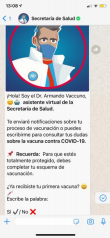 13:08
Secretaría de Salud
¡Hola! Soy el Dr. Armando Vaccuno,
asistente virtual de la
Secretaría de Salud.
Te enviaré notificaciones sobre tu
proceso de vacunación y puedes
escribirme para consultar tus dudas
sobre la vacuna contra COVID-19.
Recuerda: Para que estés
totalmente protegido, debes
completar tu esquema de
vacunación.
¿Ya recibiste tu primera vacuna?
Escribe la palabra:
Si / No